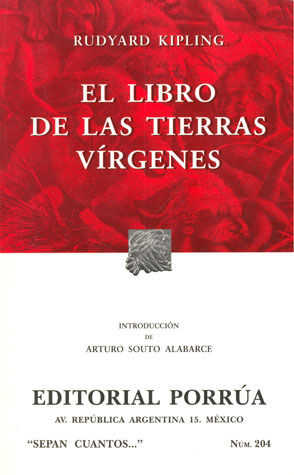 RUDYARD KIPLING
EL LIBRO
DE LAS TIERRAS
VÍRGENES
INTRODUCCIÓN
DE
ARTURO SOUTO ALABARCE
EDITORIAL PORRÚA
AV. REPÚBLICA ARGENTINA 15. MÉXICO
"SEPAN CUANTOS..." NÚM. 204